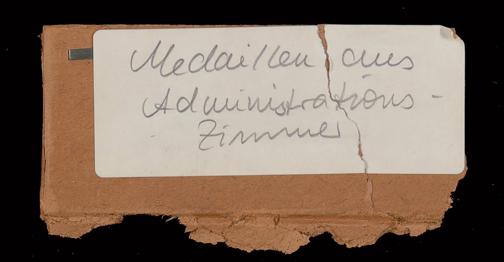 Medaillen aus
Administrations-
Zimmer